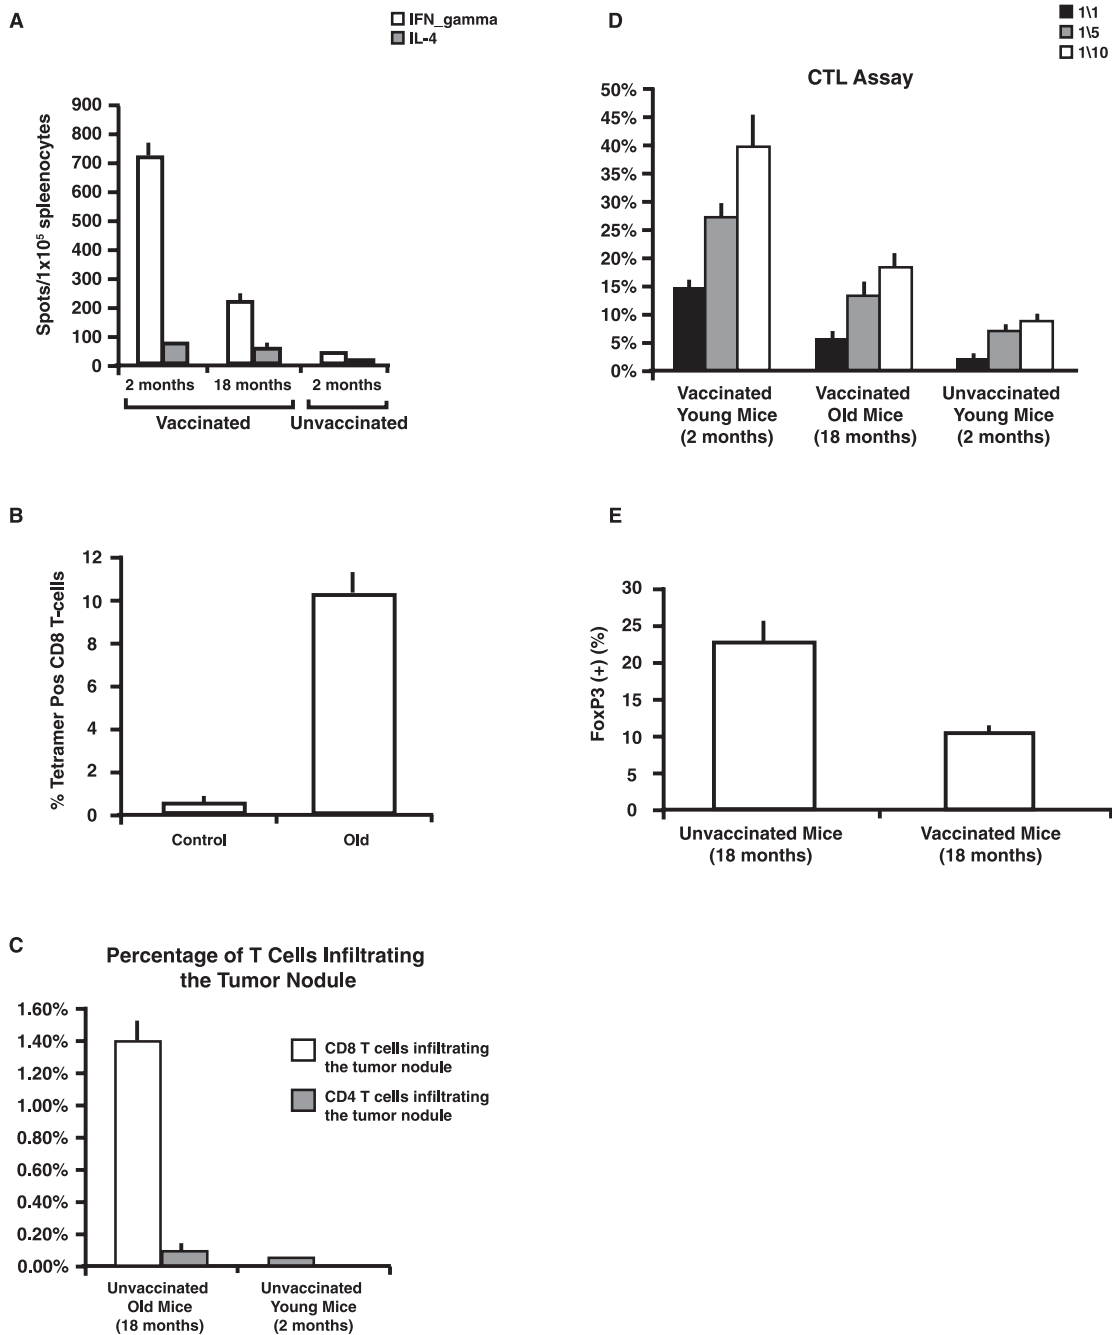 A
IFN_gamma
IL-4
Spots/1x10⁵ spleenocytes
900
800
700
600
500
400
300
200
100
0
2 months 18 months 2 months
Vaccinated Unvaccinated
D
1\1
1\5
1\10
CTL Assay
50%
45%
40%
35%
30%
25%
20%
15%
10%
5%
0%
Vaccinated Vaccinated Unvaccinated
Young Mice Old Mice Young Mice
(2 months) (18 months) (2 months)
B
% Tetramer Pos CD8 T-cells
12
10
8
6
4
2
0
Control Old
E
FoxP3 (+) (%)
30
25
20
15
10
5
0
Unvaccinated Mice Vaccinated Mice
(18 months) (18 months)
C
Percentage of T Cells Infiltrating
the Tumor Nodule
1.60%
1.40%
1.20%
1.00%
0.80%
0.60%
0.40%
0.20%
0.00%
CD8 T cells infiltrating
the tumor nodule
CD4 T cells infiltrating
the tumor nodule
Unvaccinated Unvaccinated
Old Mice Young Mice
(18 months) (2 months)